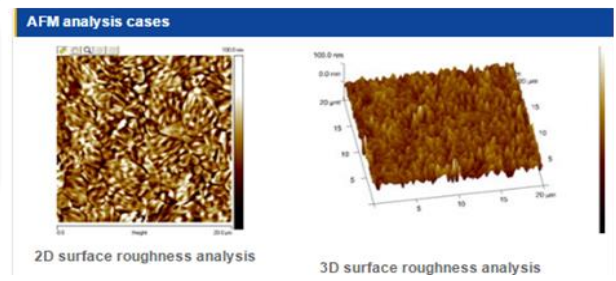 AFM analysis cases
100.0 nm
0.0
Height
20.0 µm
2D surface roughness analysis
100.0 nm
0.0 nm
20 µm
15
10
5
5
10
15
20 µm
20 µm
15
10
5
3D surface roughness analysis